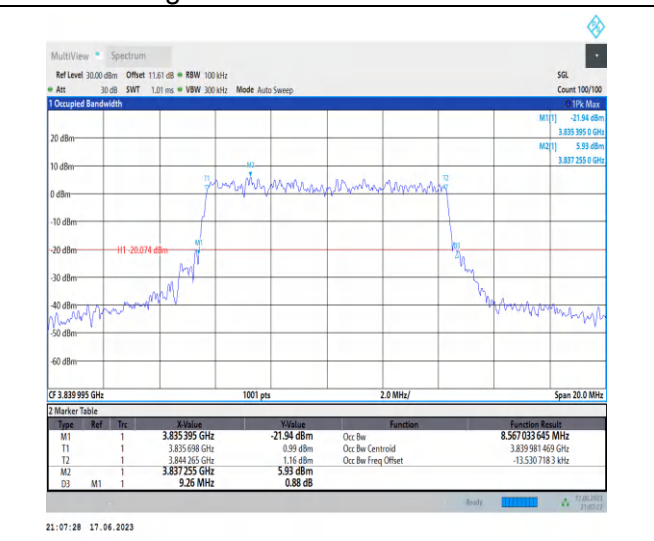 MultiView Spectrum
Ref Level 30.00 dBm Offset 11.61 dB RBW 100 kHz SGL
Att 30 dB SWT 1.01 ms VBW 300 kHz Mode Auto Sweep Count 100/100
1 Occupied Bandwidth 1Pk Max
M1[1] -21.94 dBm
3.835 395 0 GHz
20 dBm
M2[1] 5.93 dBm
3.837 255 0 GHz
10 dBm
M2
T1
T2
0 dBm
-10 dBm
M1
-20 dBm
H1 -20.074 dBm
D3
-30 dBm
-40 dBm
-50 dBm
-60 dBm
CF 3.839 995 GHz 1001 pts 2.0 MHz/ Span 20.0 MHz
2 Marker Table
Type Ref Trc X-Value Y-Value Function Function Result
M1 1 3.835 395 GHz -21.94 dBm Occ Bw 8.567 033 645 MHz
T1 1 3.835 698 GHz 0.99 dBm Occ Bw Centroid 3.839 981 469 GHz
T2 1 3.844 265 GHz 1.16 dBm Occ Bw Freq Offset -13.530 718 3 kHz
M2 1 3.837 255 GHz 5.93 dBm
D3 M1 1 9.26 MHz 0.88 dB
Ready 17.06.2023
21:07:28 17.06.2023